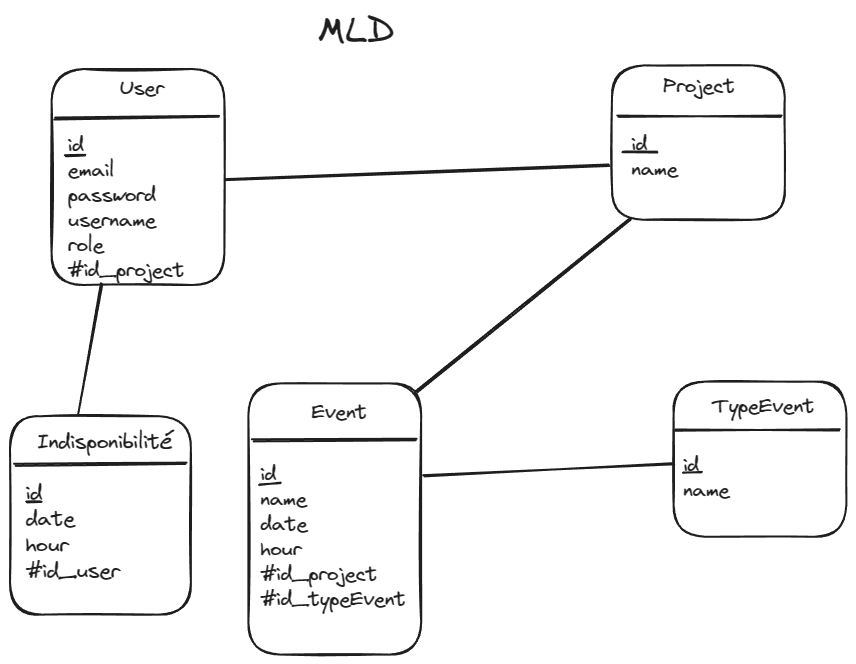 MLD
User
id
email
password
username
role
#id_project
Project
id
name
Indisponibilité
id
date
hour
#id_user
Event
id
name
date
hour
#id_project
#id_typeEvent
TypeEvent
id
name